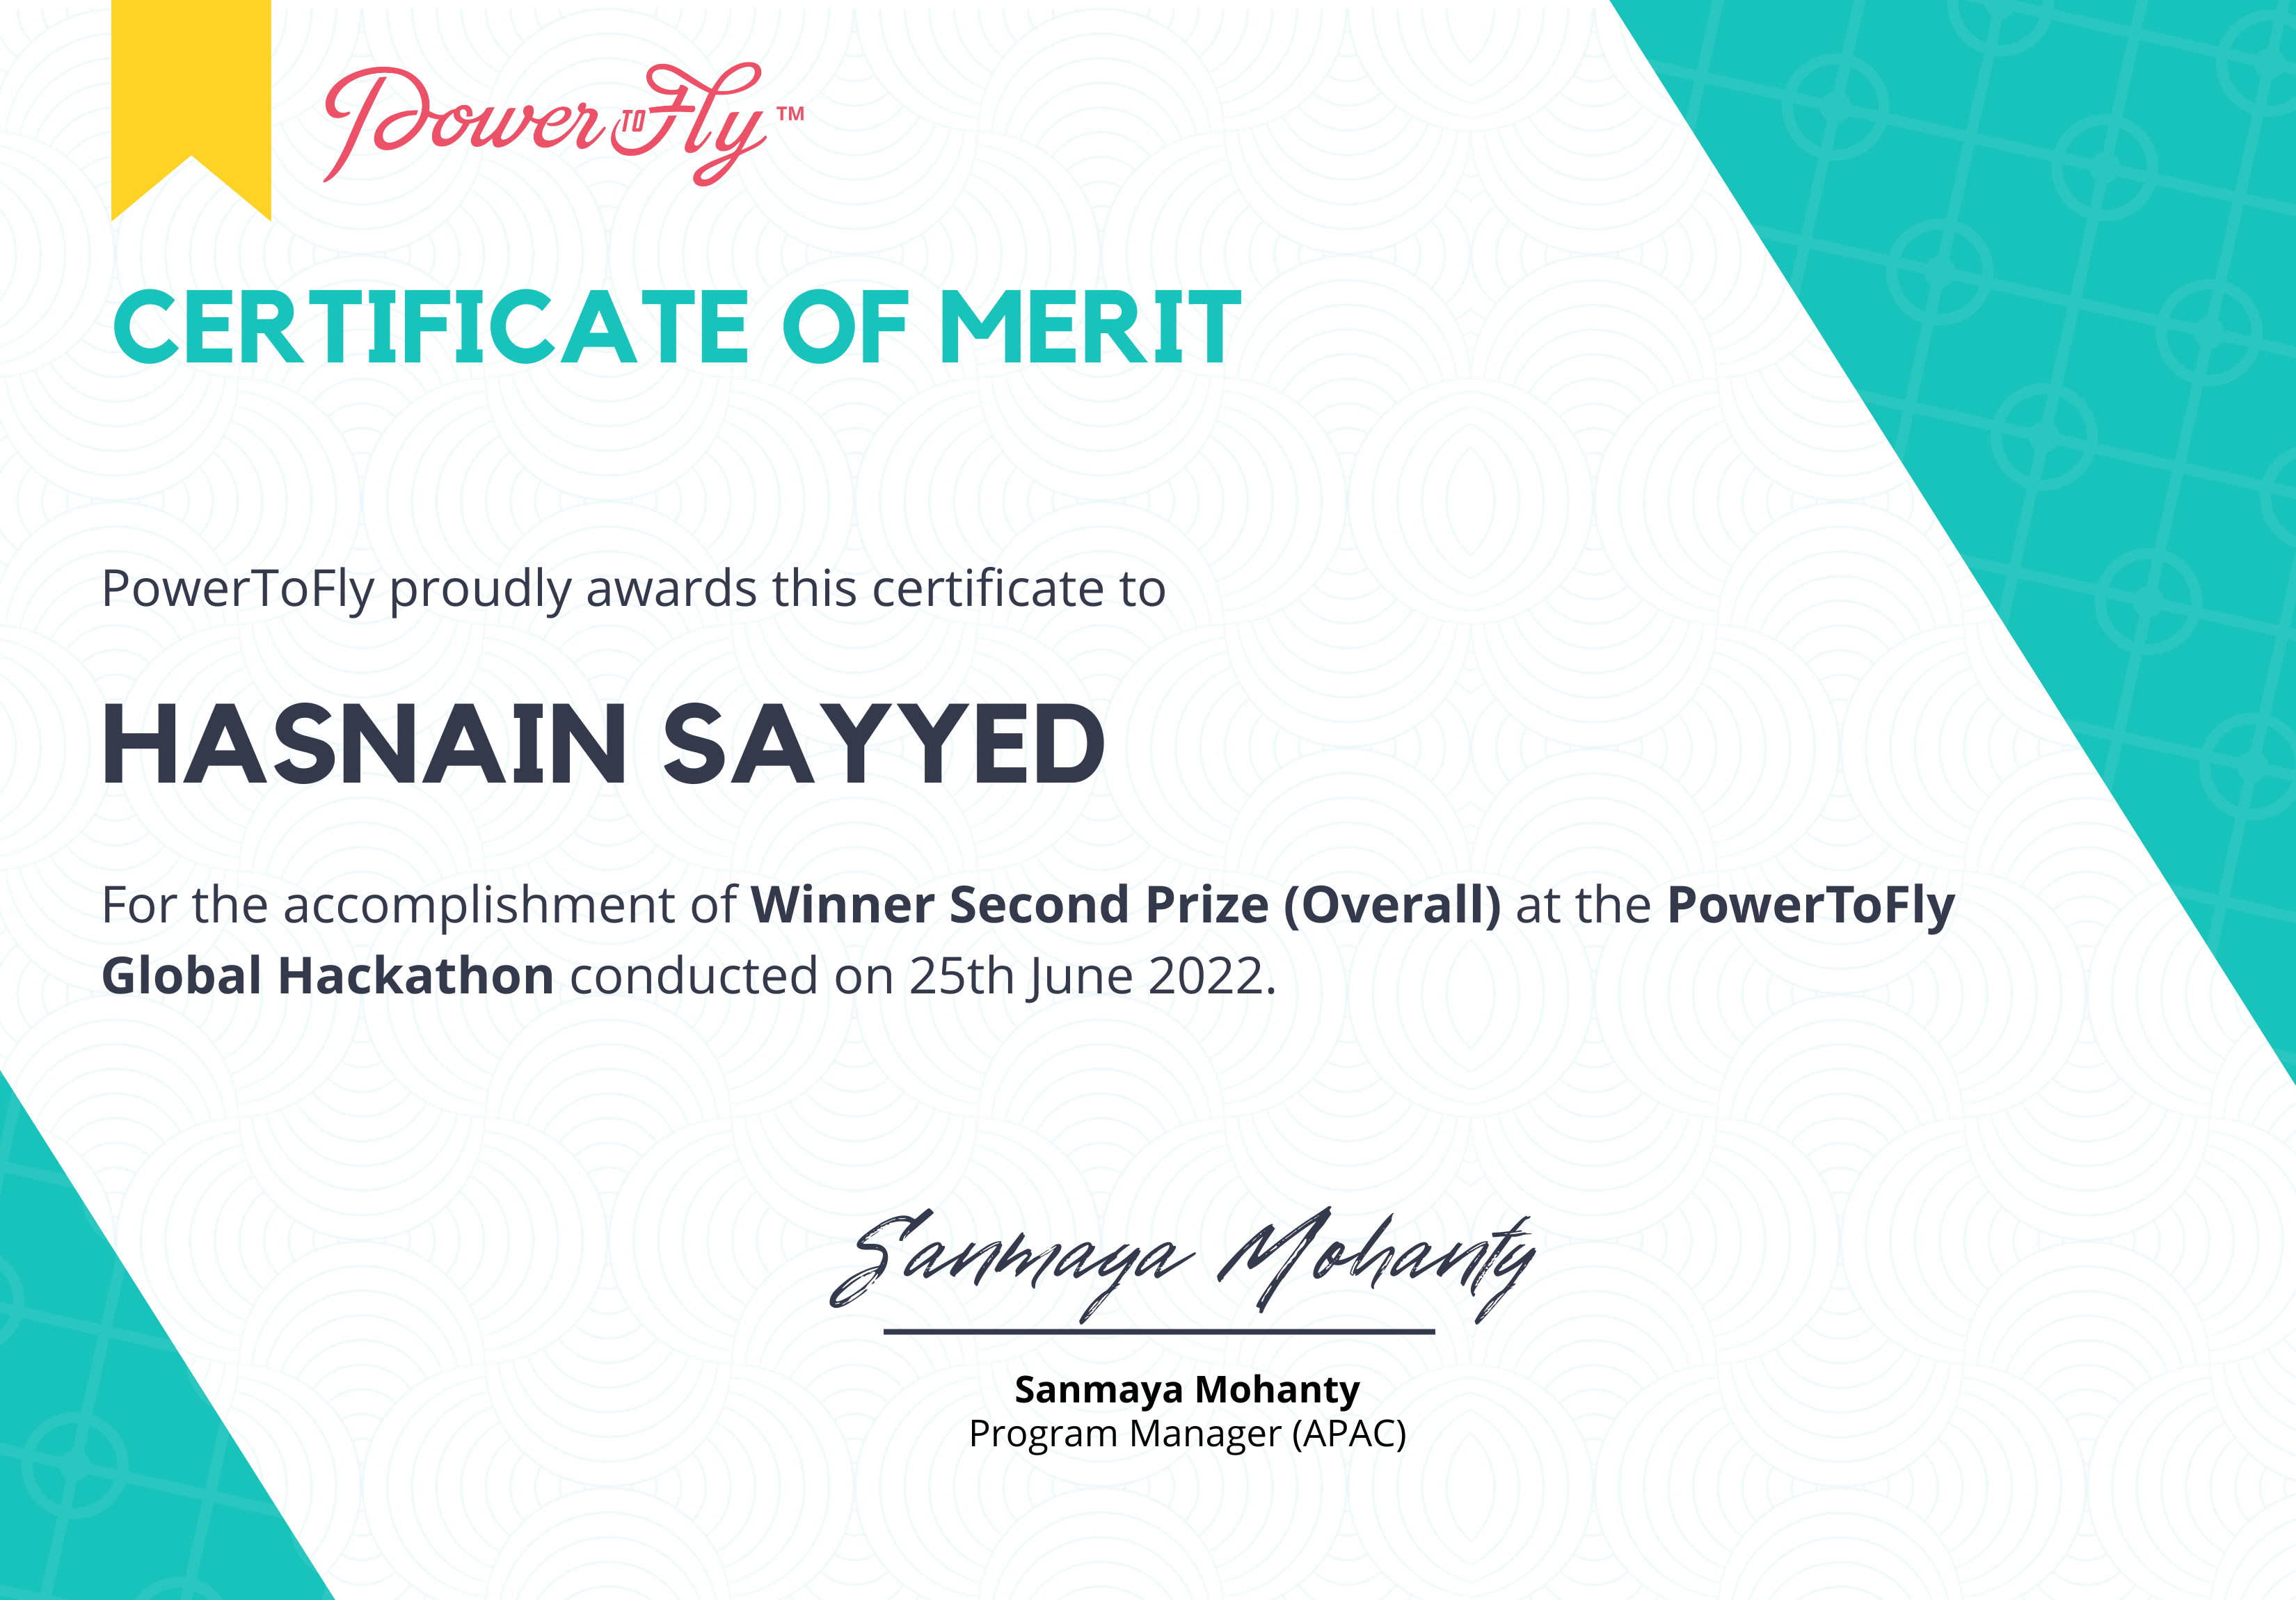 Power TO Fly™
CERTIFICATE OF MERIT
PowerToFly proudly awards this certificate to
HASNAIN SAYYED
For the accomplishment of Winner Second Prize (Overall) at the PowerToFly
Global Hackathon conducted on 25th June 2022.
Sanmaya Mohanty
Sanmaya Mohanty
Program Manager (APAC)